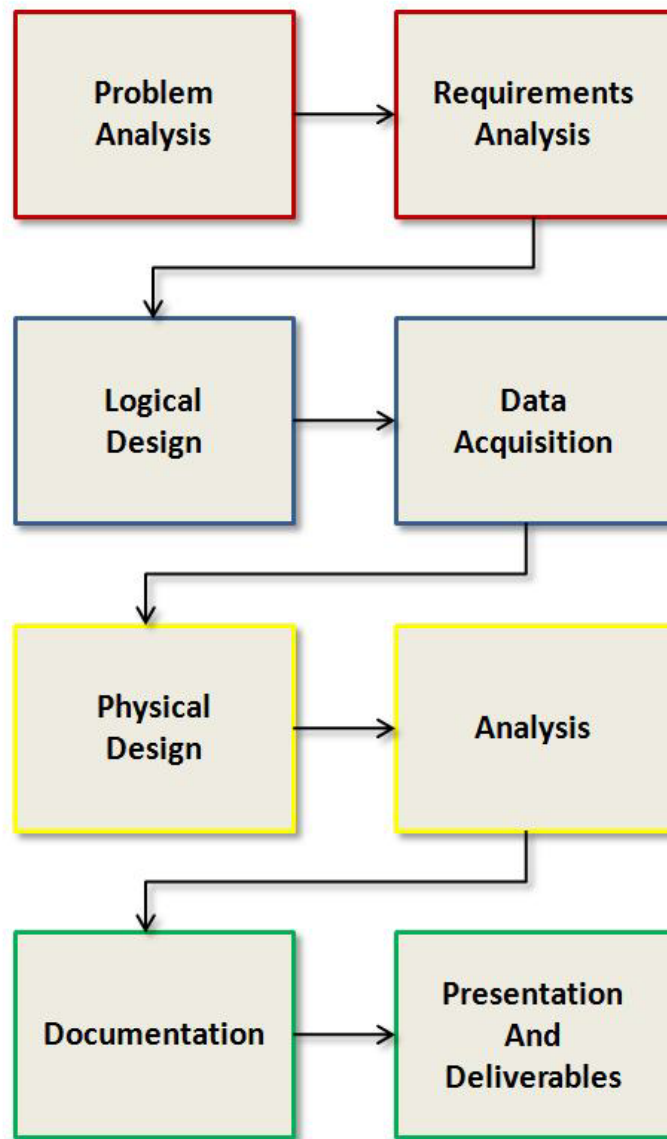 Problem
Analysis
Requirements
Analysis
Logical
Design
Data
Acquisition
Physical
Design
Analysis
Documentation
Presentation
And
Deliverables